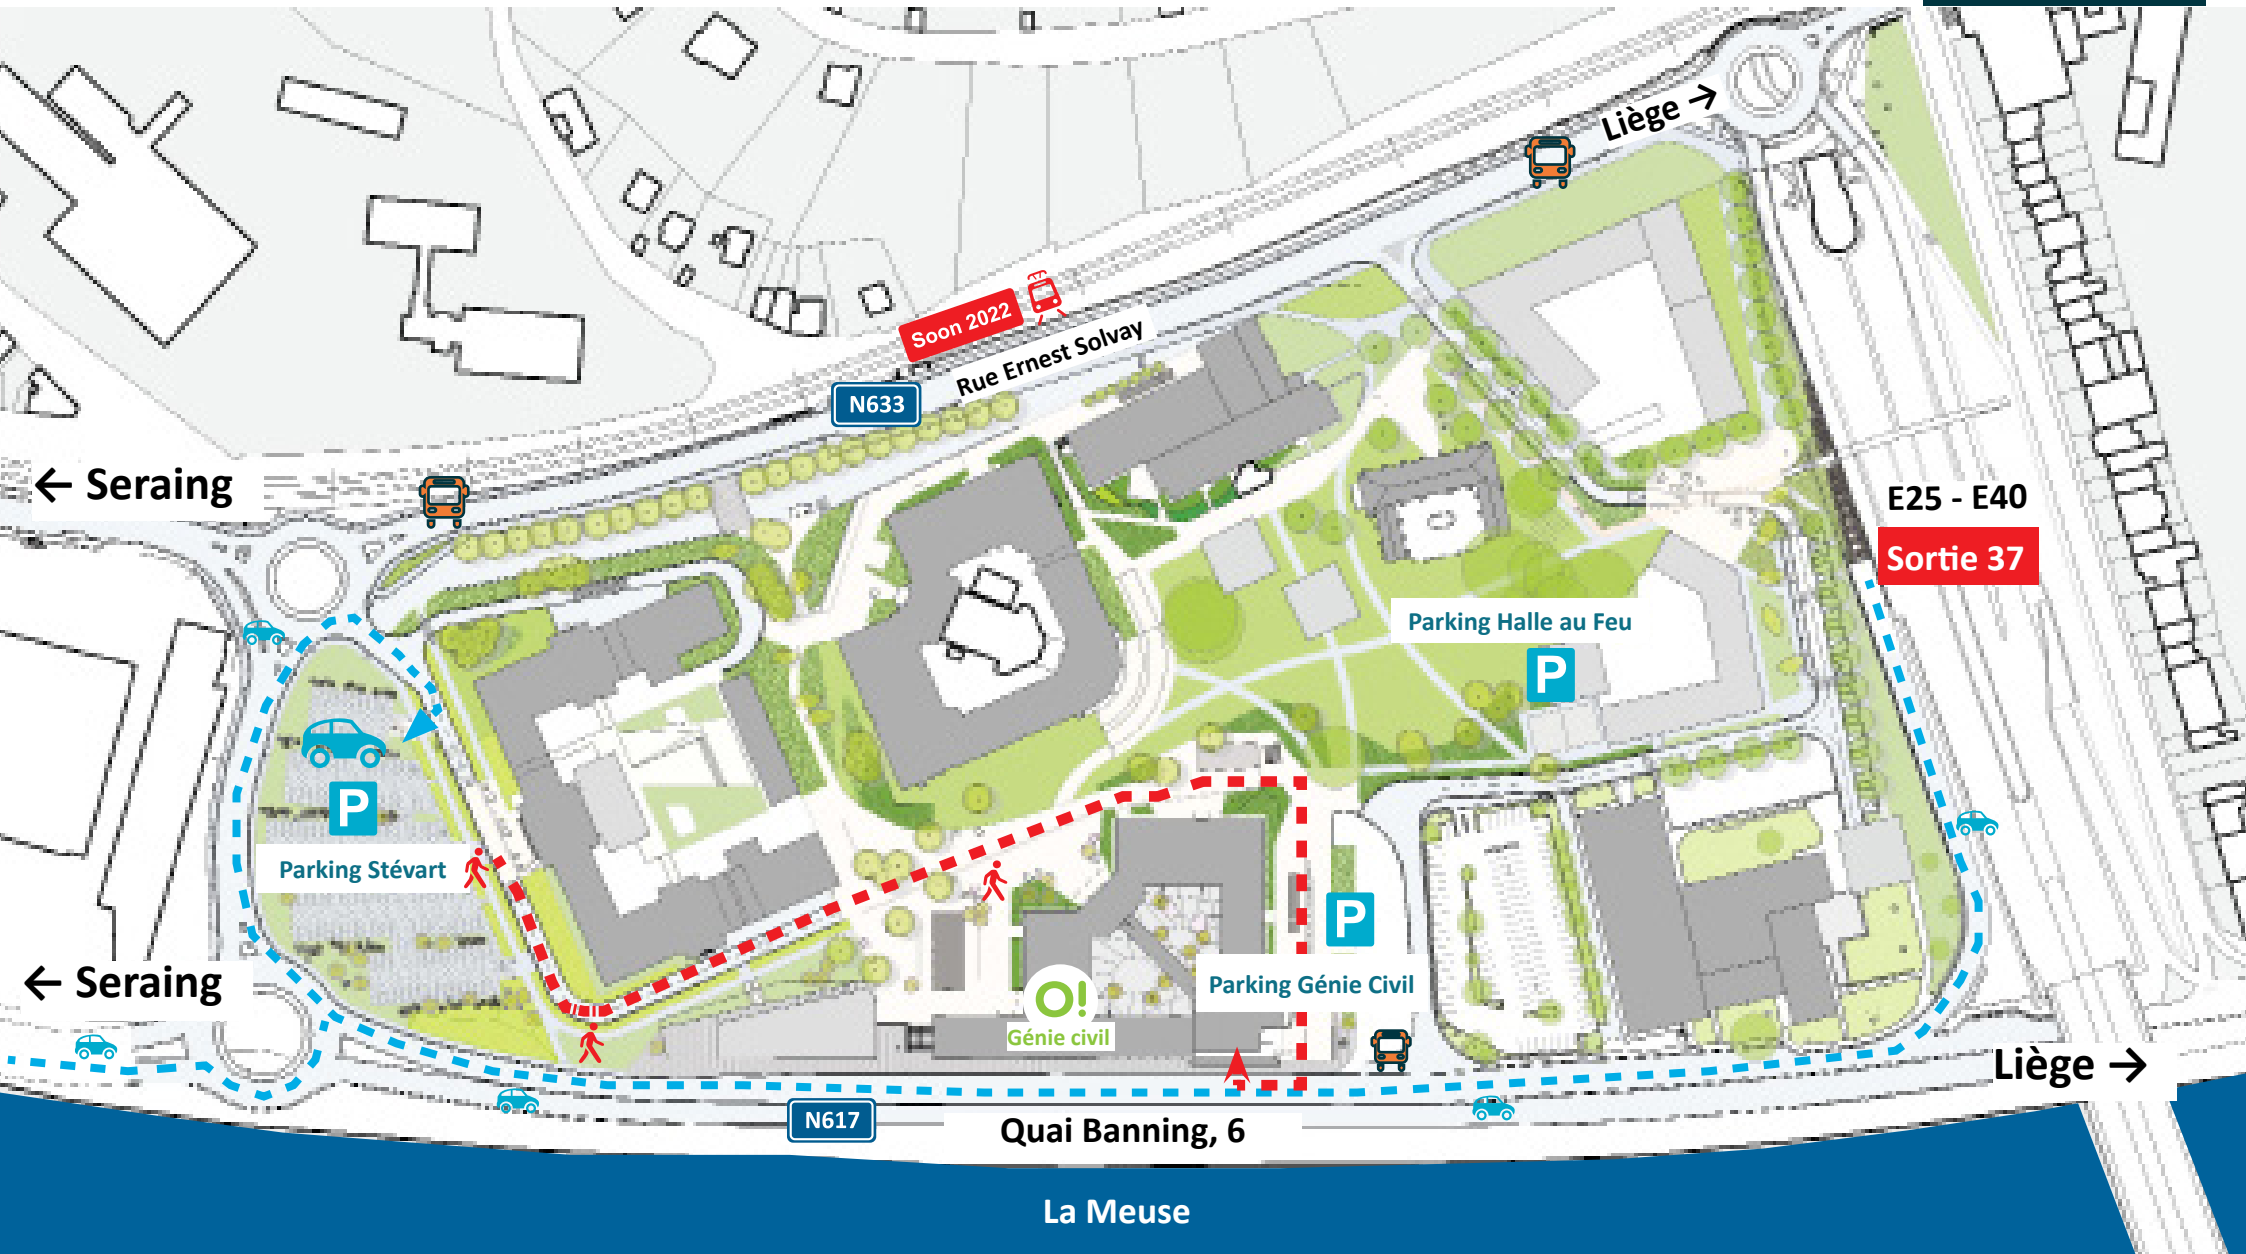 Liège →
Soon 2022
Rue Ernest Solvay
N633
← Seraing
E25 - E40
Sortie 37
Parking Halle au Feu
P
P
Parking Stévart
P
Parking Génie Civil
← Seraing
O!
Génie civil
Liège →
N617
Quai Banning, 6
La Meuse